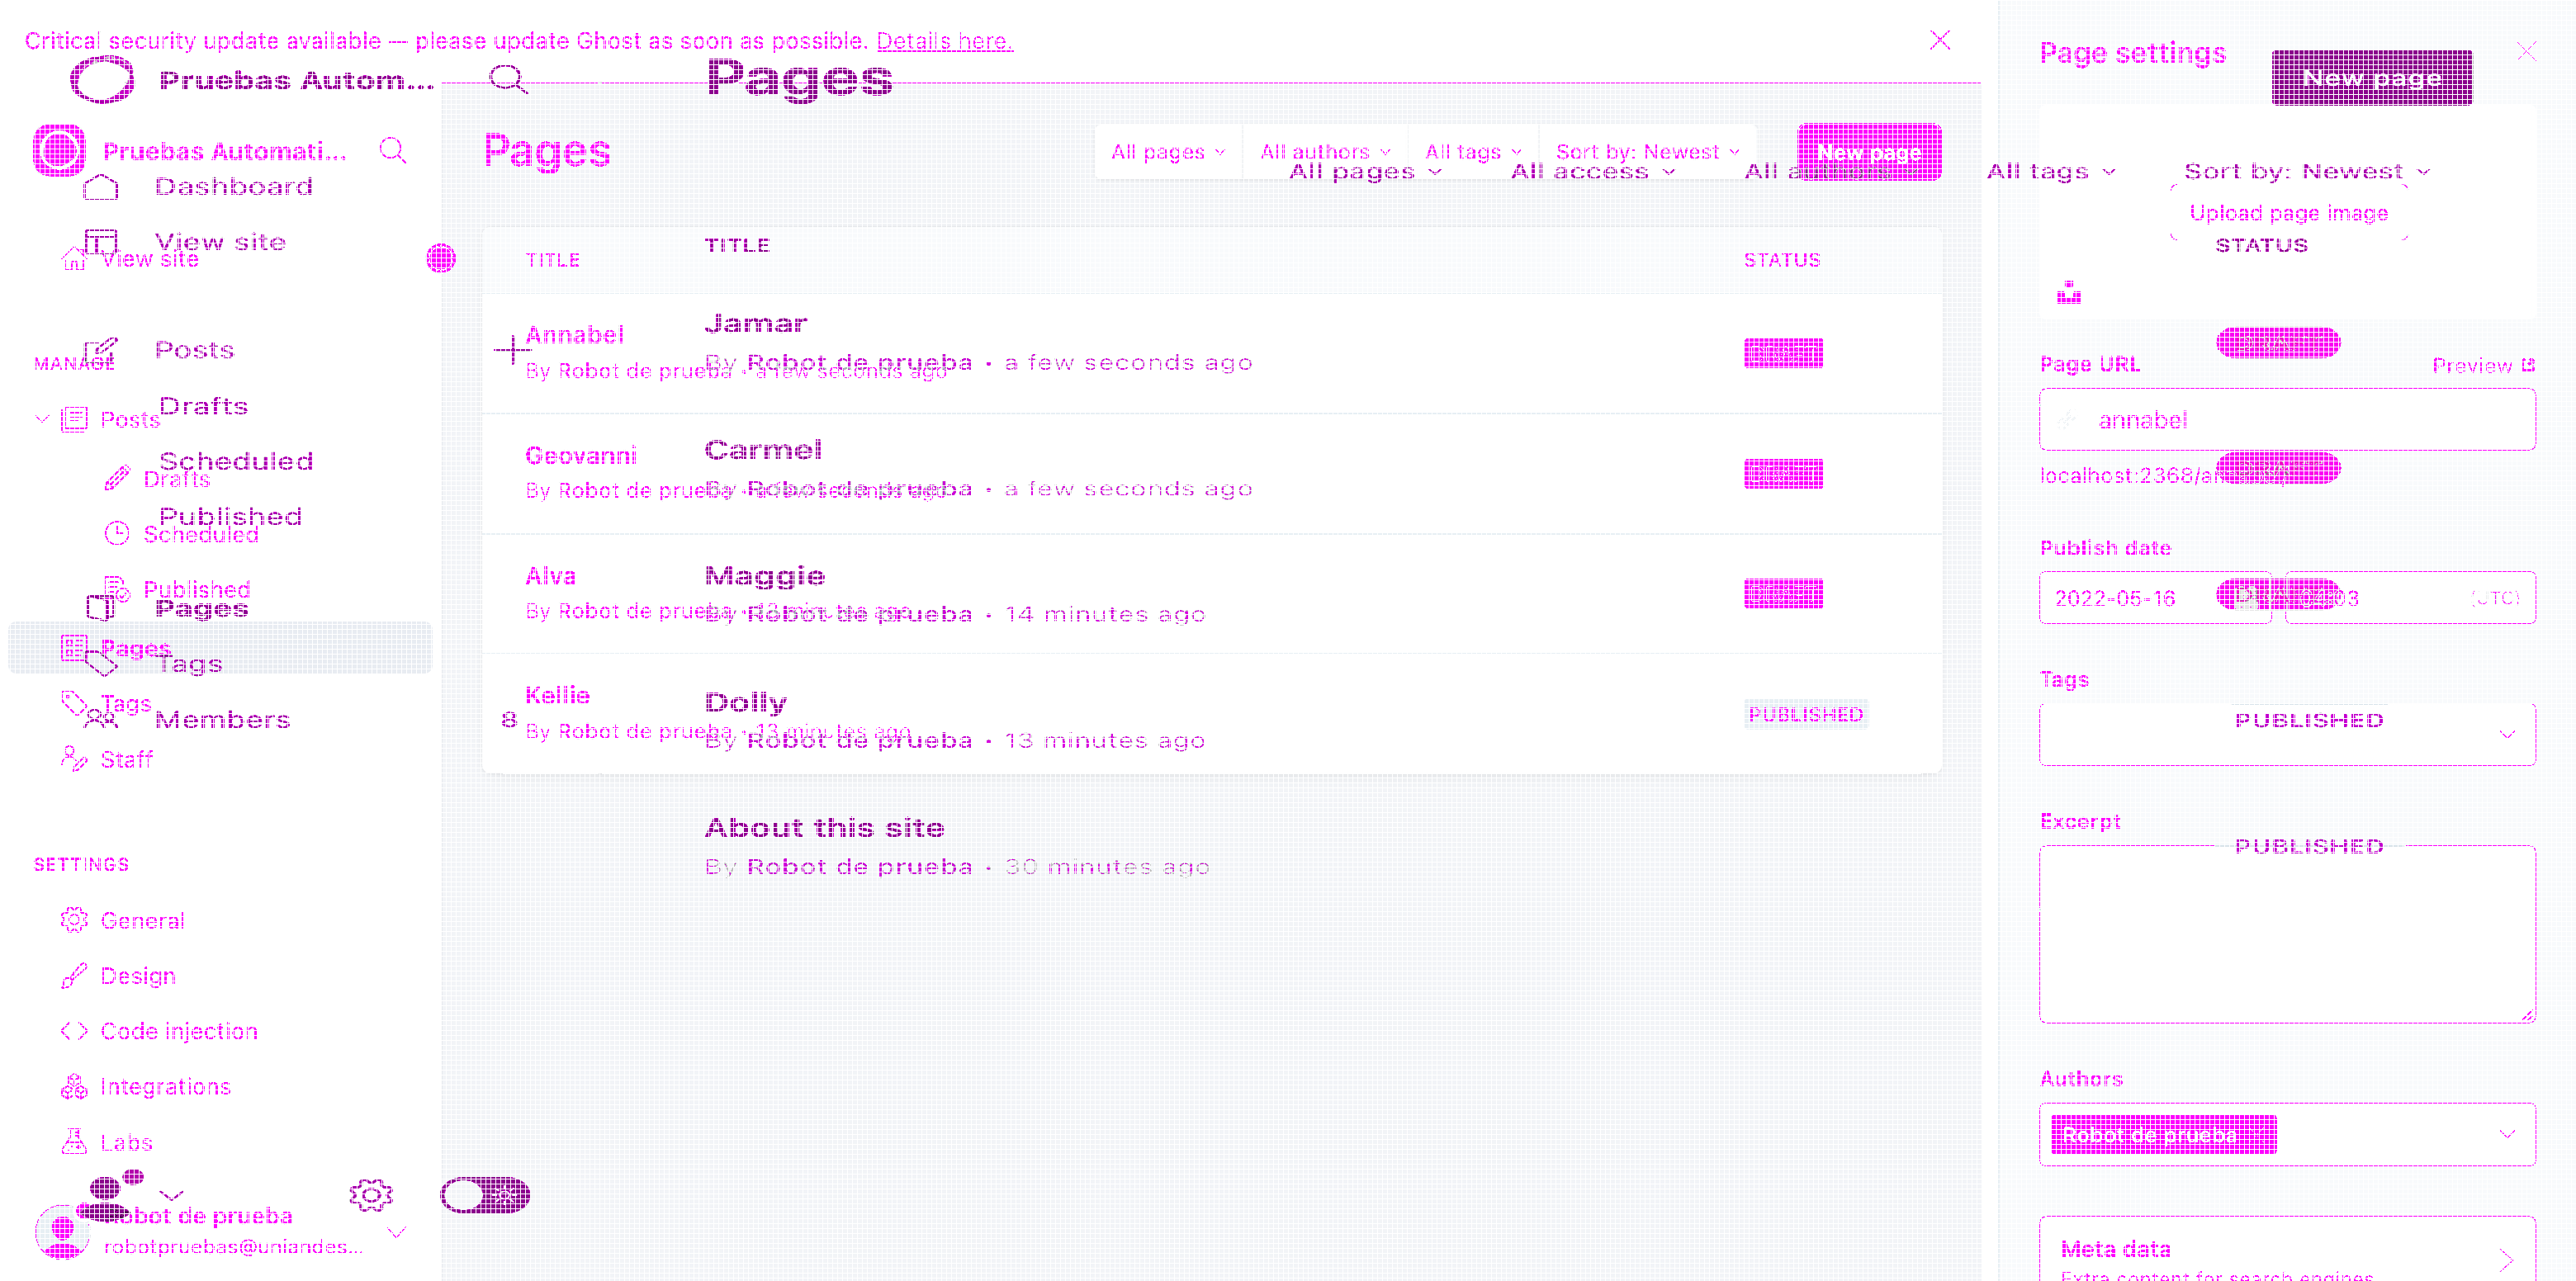 Critical security update available — please update Ghost as soon as possible. Details here.
Page settings
New page
Pruebas Autom...
Pages
Pruebas Automati...
Pages
All pages
All authors
All tags
Sort by: Newest
New page
All pages
All access
All tags
Sort by: Newest
Dashboard
Upload page image
View site
View site
TITLE
STATUS
TITLE
STATUS
Posts
MANAGE
Annabel
Jamar
By Robot de prueba • a few seconds ago
By Robot de prueba • a few seconds ago
Page URL
Preview
Drafts
Posts
annabel
Scheduled
Drafts
Geovanni
Carmel
By Robot de prueba
By Robot de prueba • a few seconds ago
localhost:2368/an
Published
Scheduled
Publish date
Published
Pages
Alva
Maggie
By Robot de prueba • 13 minutes ago
By Robot de prueba • 14 minutes ago
2022-05-16
04:03
(UTC)
Pages
Tags
Tags
Tags
Members
8
Kellie
Dolly
By Robot de prueba • 13 minutes ago
By Robot de prueba • 13 minutes ago
PUBLISHED
PUBLISHED
Staff
About this site
By Robot de prueba • 30 minutes ago
Excerpt
PUBLISHED
SETTINGS
General
Design
Code injection
Integrations
Labs
Authors
Robot de prueba
Robot de prueba
robotpruebas@uniandes...
Meta data
Extra content for search engines